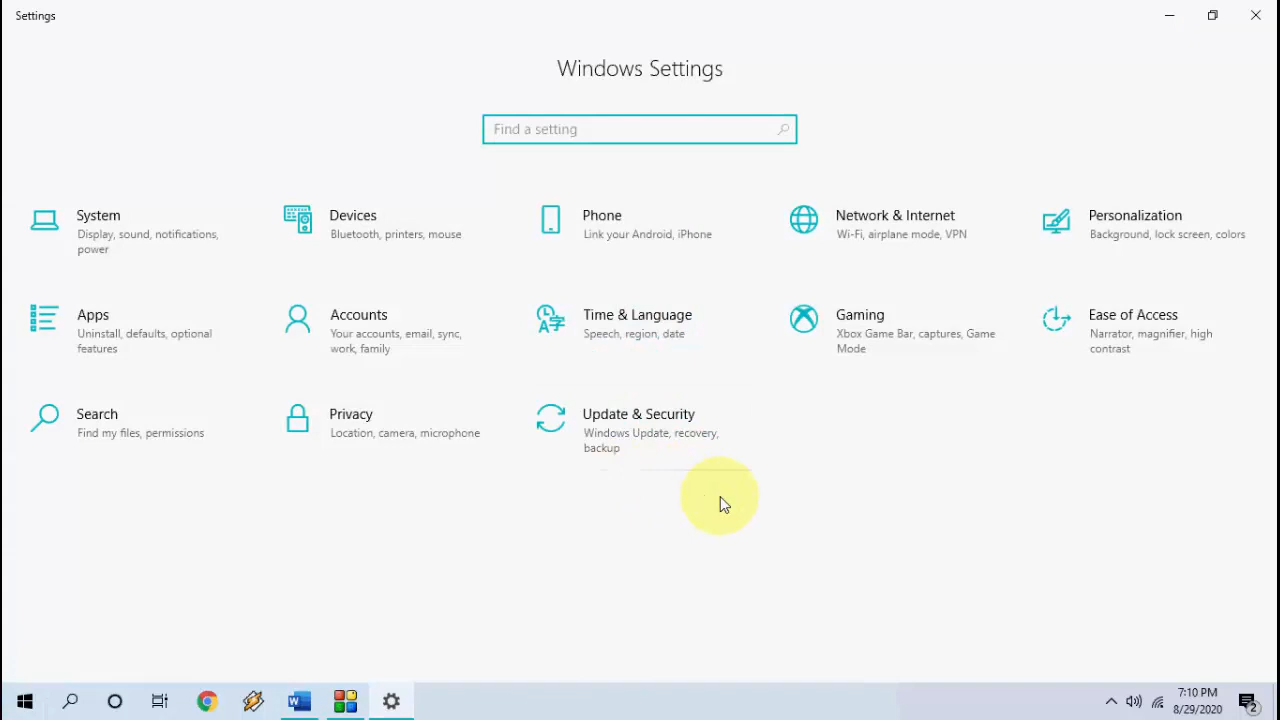 Settings
Windows Settings
Find a setting
System
Display, sound, notifications,
power
Devices
Bluetooth, printers, mouse
Phone
Link your Android, iPhone
Network & Internet
Wi-Fi, airplane mode, VPN
Personalization
Background, lock screen, colors
Apps
Uninstall, defaults, optional
features
Accounts
Your accounts, email, sync,
work, family
Time & Language
Speech, region, date
Gaming
Xbox Game Bar, captures, Game
Mode
Ease of Access
Narrator, magnifier, high
contrast
Search
Find my files, permissions
Privacy
Location, camera, microphone
Update & Security
Windows Update, recovery,
backup
7:10 PM
8/29/2020
2